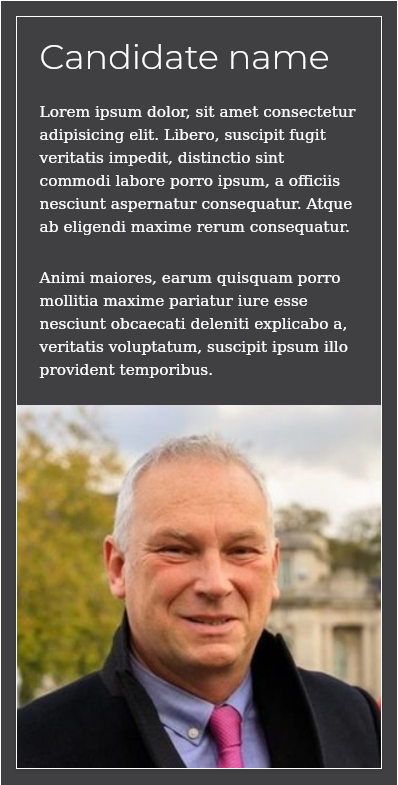 Candidate name
Lorem ipsum dolor, sit amet consectetur
adipisicing elit. Libero, suscipit fugit
veritatis impedit, distinctio sint
commodi labore porro ipsum, a officiis
nesciunt aspernatur consequatur. Atque
ab eligendi maxime rerum consequatur.
Animi maiores, earum quisquam porro
mollitia maxime pariatur iure esse
nesciunt obcaecati deleniti explicabo a,
veritatis voluptatum, suscipit ipsum illo
provident temporibus.